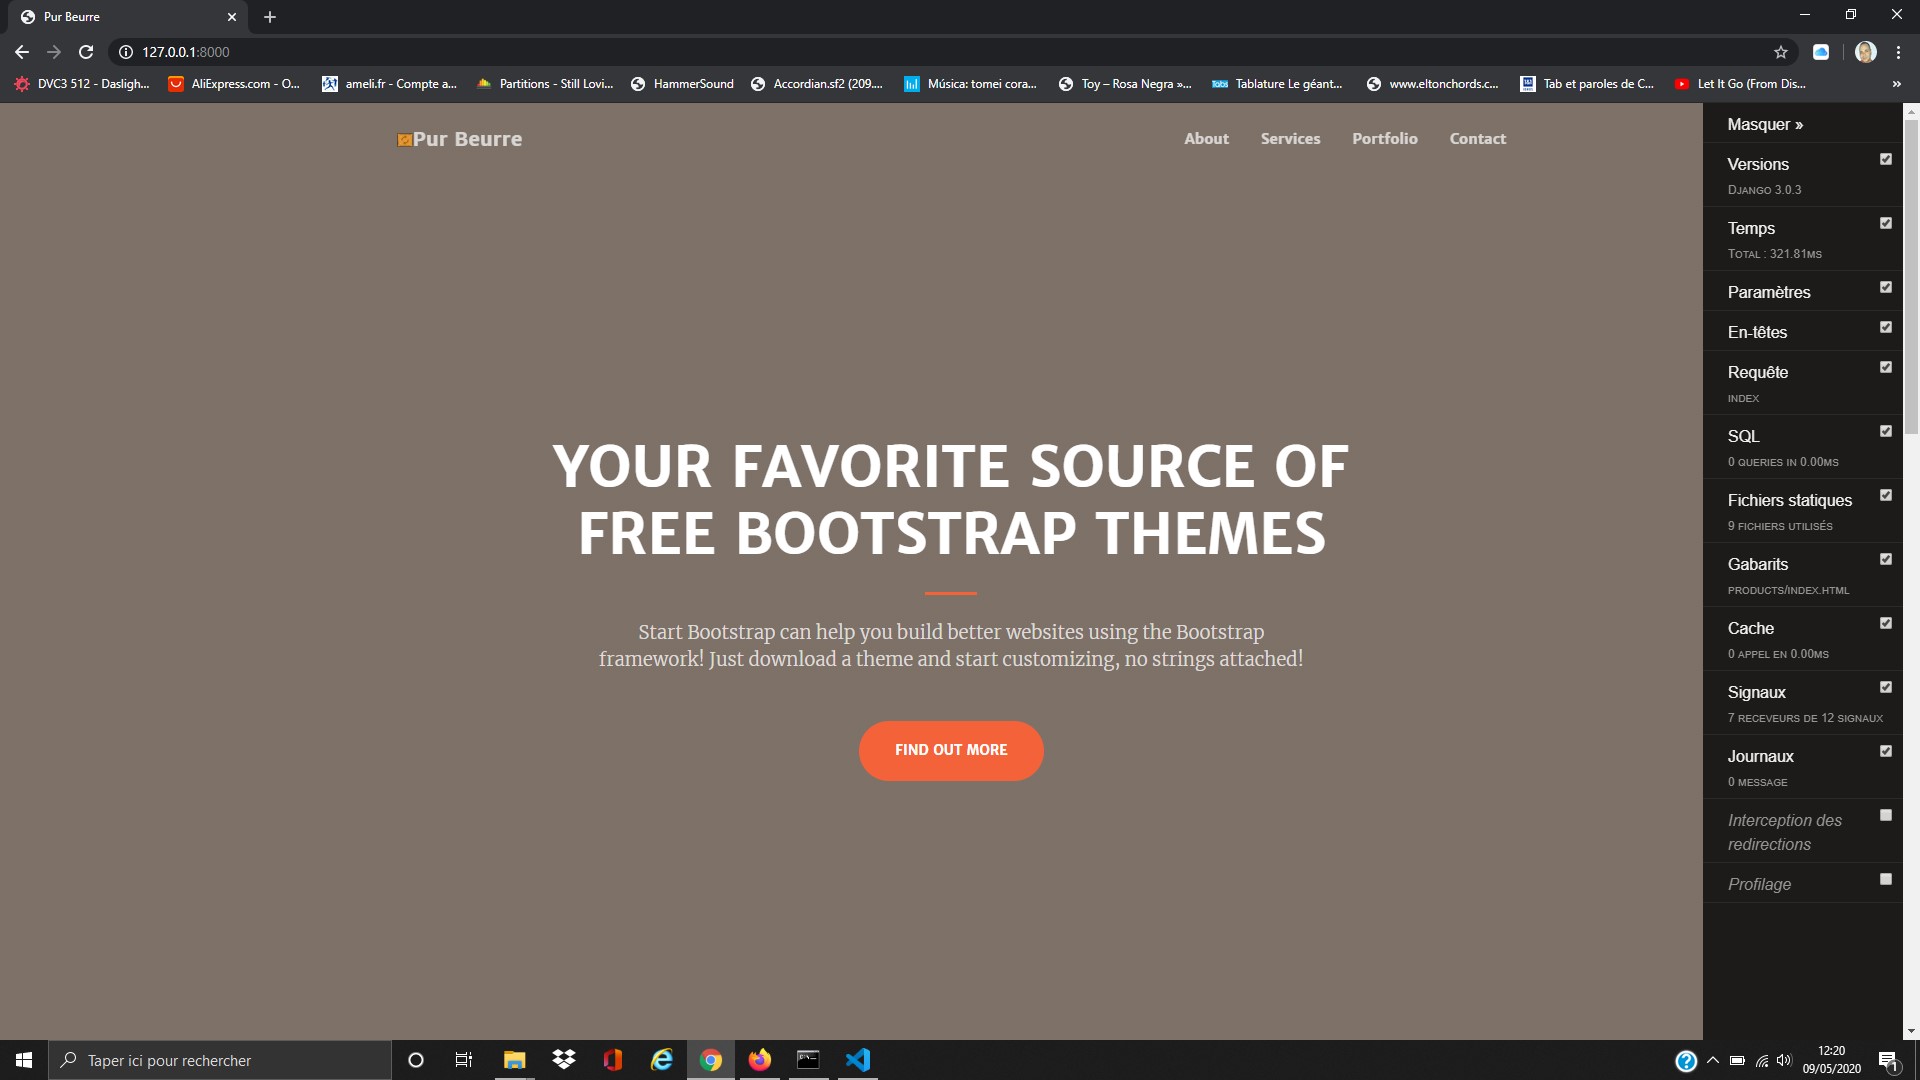 Pur Beurre
127.0.0.1:8000
DVC3 512 - Dasligh...
AliExpress.com - O...
ameli.fr - Compte a...
Partitions - Still Lovi...
HammerSound
Accordian.sf2 (209....
Música: tomei cora...
Toy – Rosa Negra »...
Tablature Le géant...
www.eltonchords.c...
Tab et paroles de C...
Let It Go (From Dis...
»
Pur Beurre
About
Services
Portfolio
Contact
YOUR FAVORITE SOURCE OF
FREE BOOTSTRAP THEMES
Start Bootstrap can help you build better websites using the Bootstrap
framework! Just download a theme and start customizing, no strings attached!
FIND OUT MORE
Masquer »
Versions
Django 3.0.3
Temps
Total : 321.81ms
Paramètres
En-têtes
Requête
index
SQL
0 queries in 0.00ms
Fichiers statiques
9 fichiers utilisés
Gabarits
products/index.html
Cache
0 appel en 0.00ms
Signaux
7 receveurs de 12 signaux
Journaux
0 message
Interception des
redirections
Profilage
Taper ici pour rechercher
12:20
09/05/2020
1